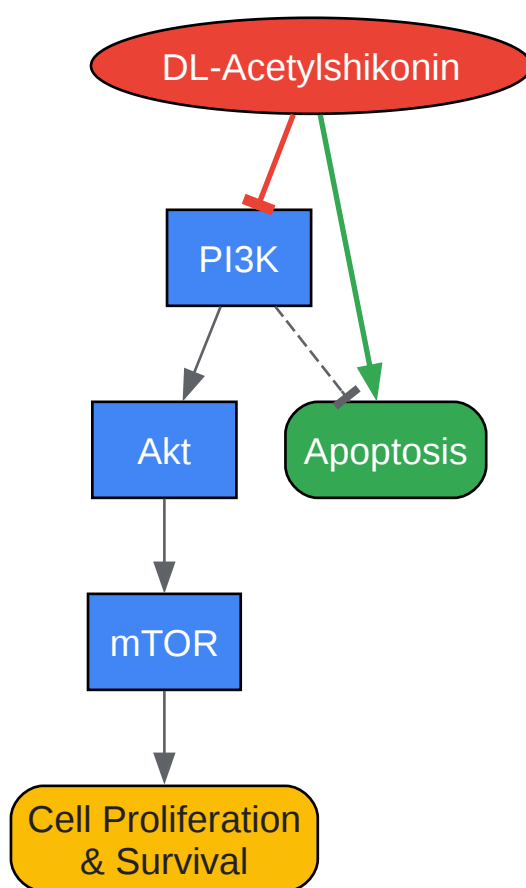 DL-Acetylshikonin
PI3K
Akt
Apoptosis
mTOR
Cell Proliferation
& Survival